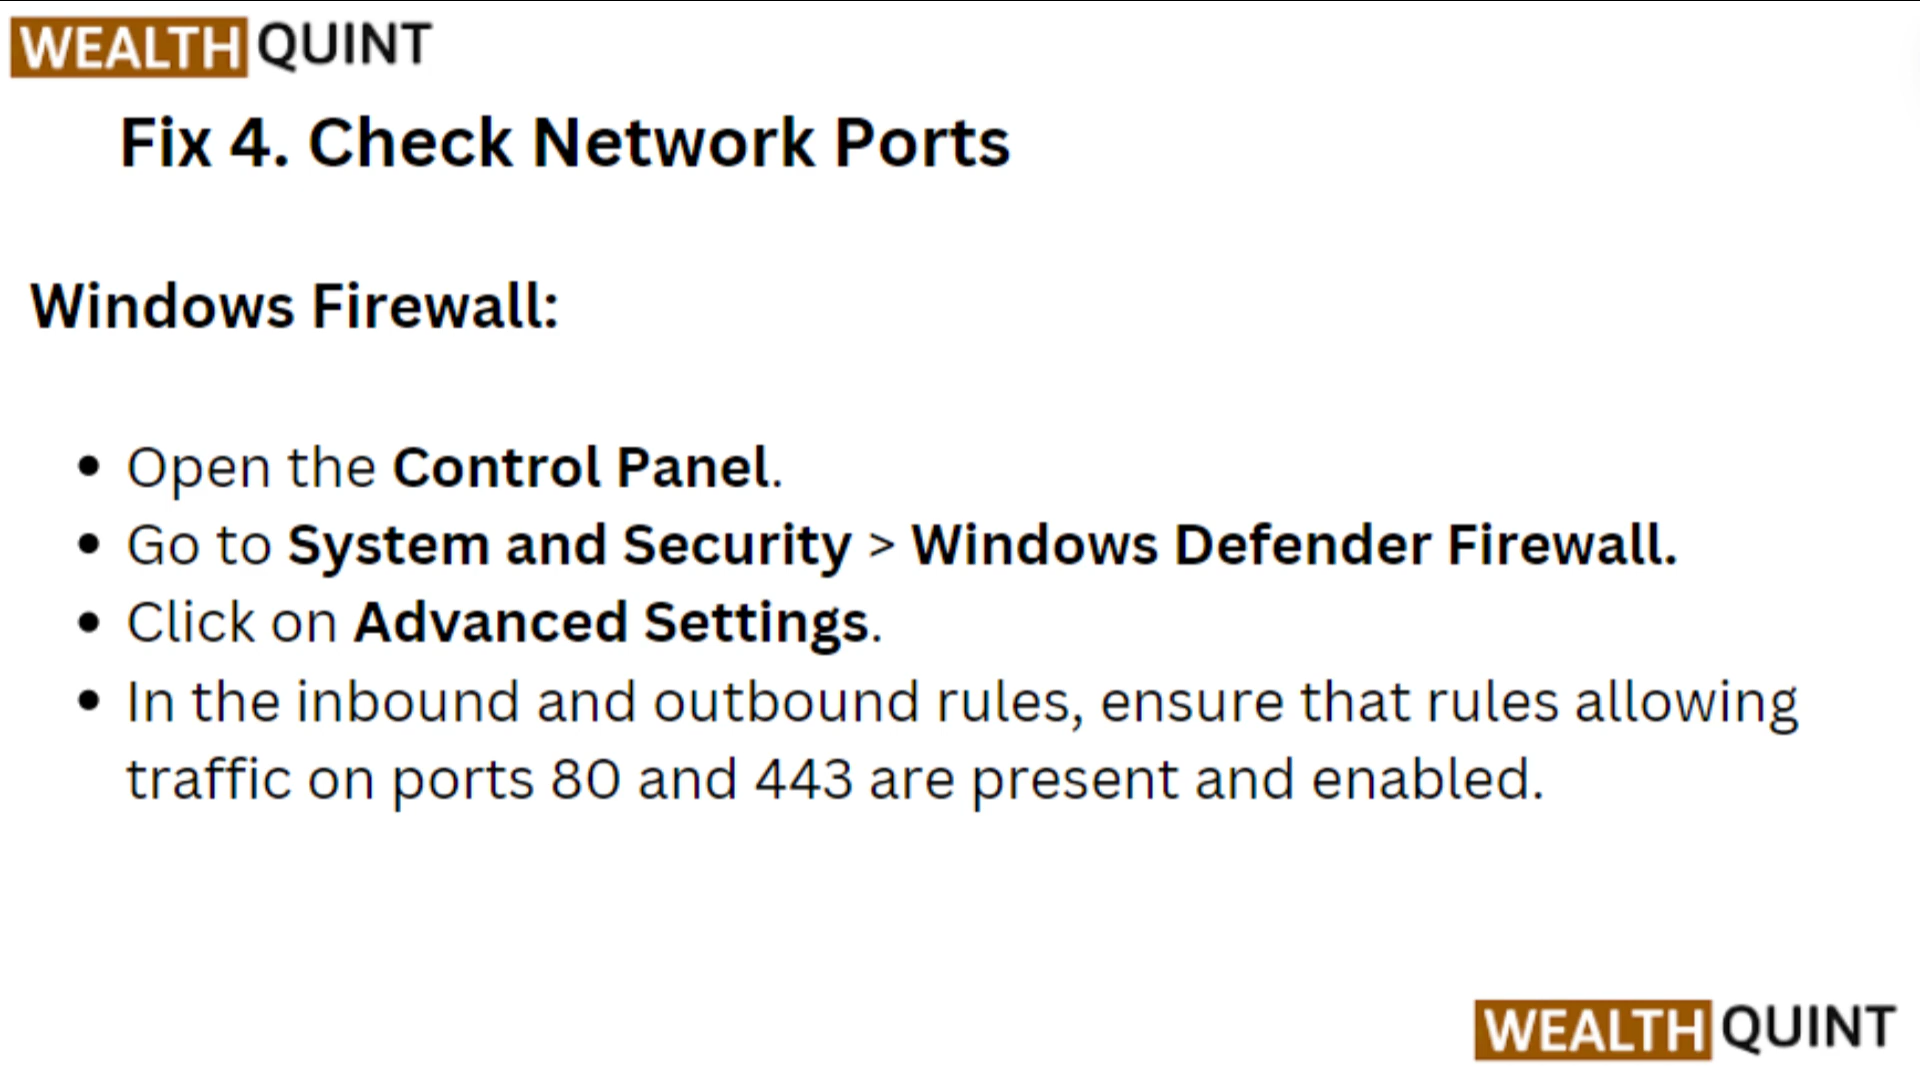 WEALTH QUINT
Fix 4. Check Network Ports
Windows Firewall:
• Open the Control Panel.
• Go to System and Security > Windows Defender Firewall.
• Click on Advanced Settings.
• In the inbound and outbound rules, ensure that rules allowing
traffic on ports 80 and 443 are present and enabled.
WEALTH QUINT